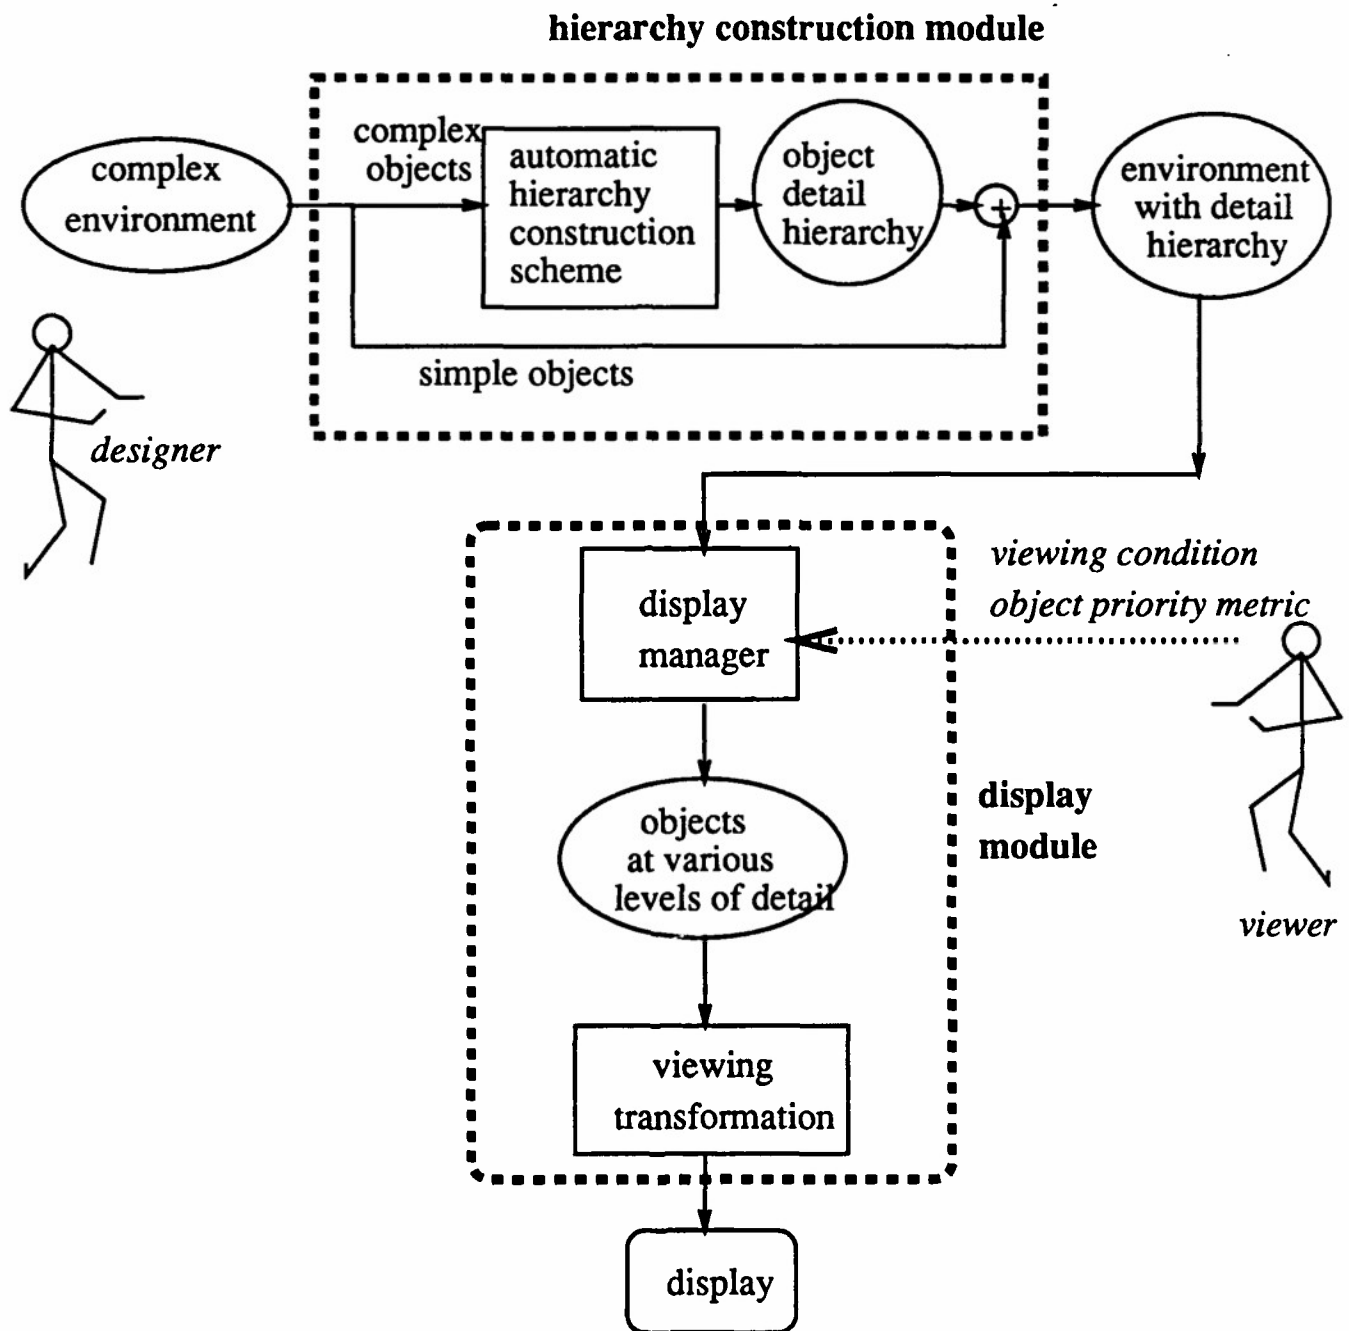 hierarchy construction module
complex
environment
complex
objects
automatic
hierarchy
construction
scheme
object
detail
hierarchy
+
environment
with detail
hierarchy
simple objects
designer
viewing condition
object priority metric
display
manager
objects
at various
levels of detail
display
module
viewer
viewing
transformation
display